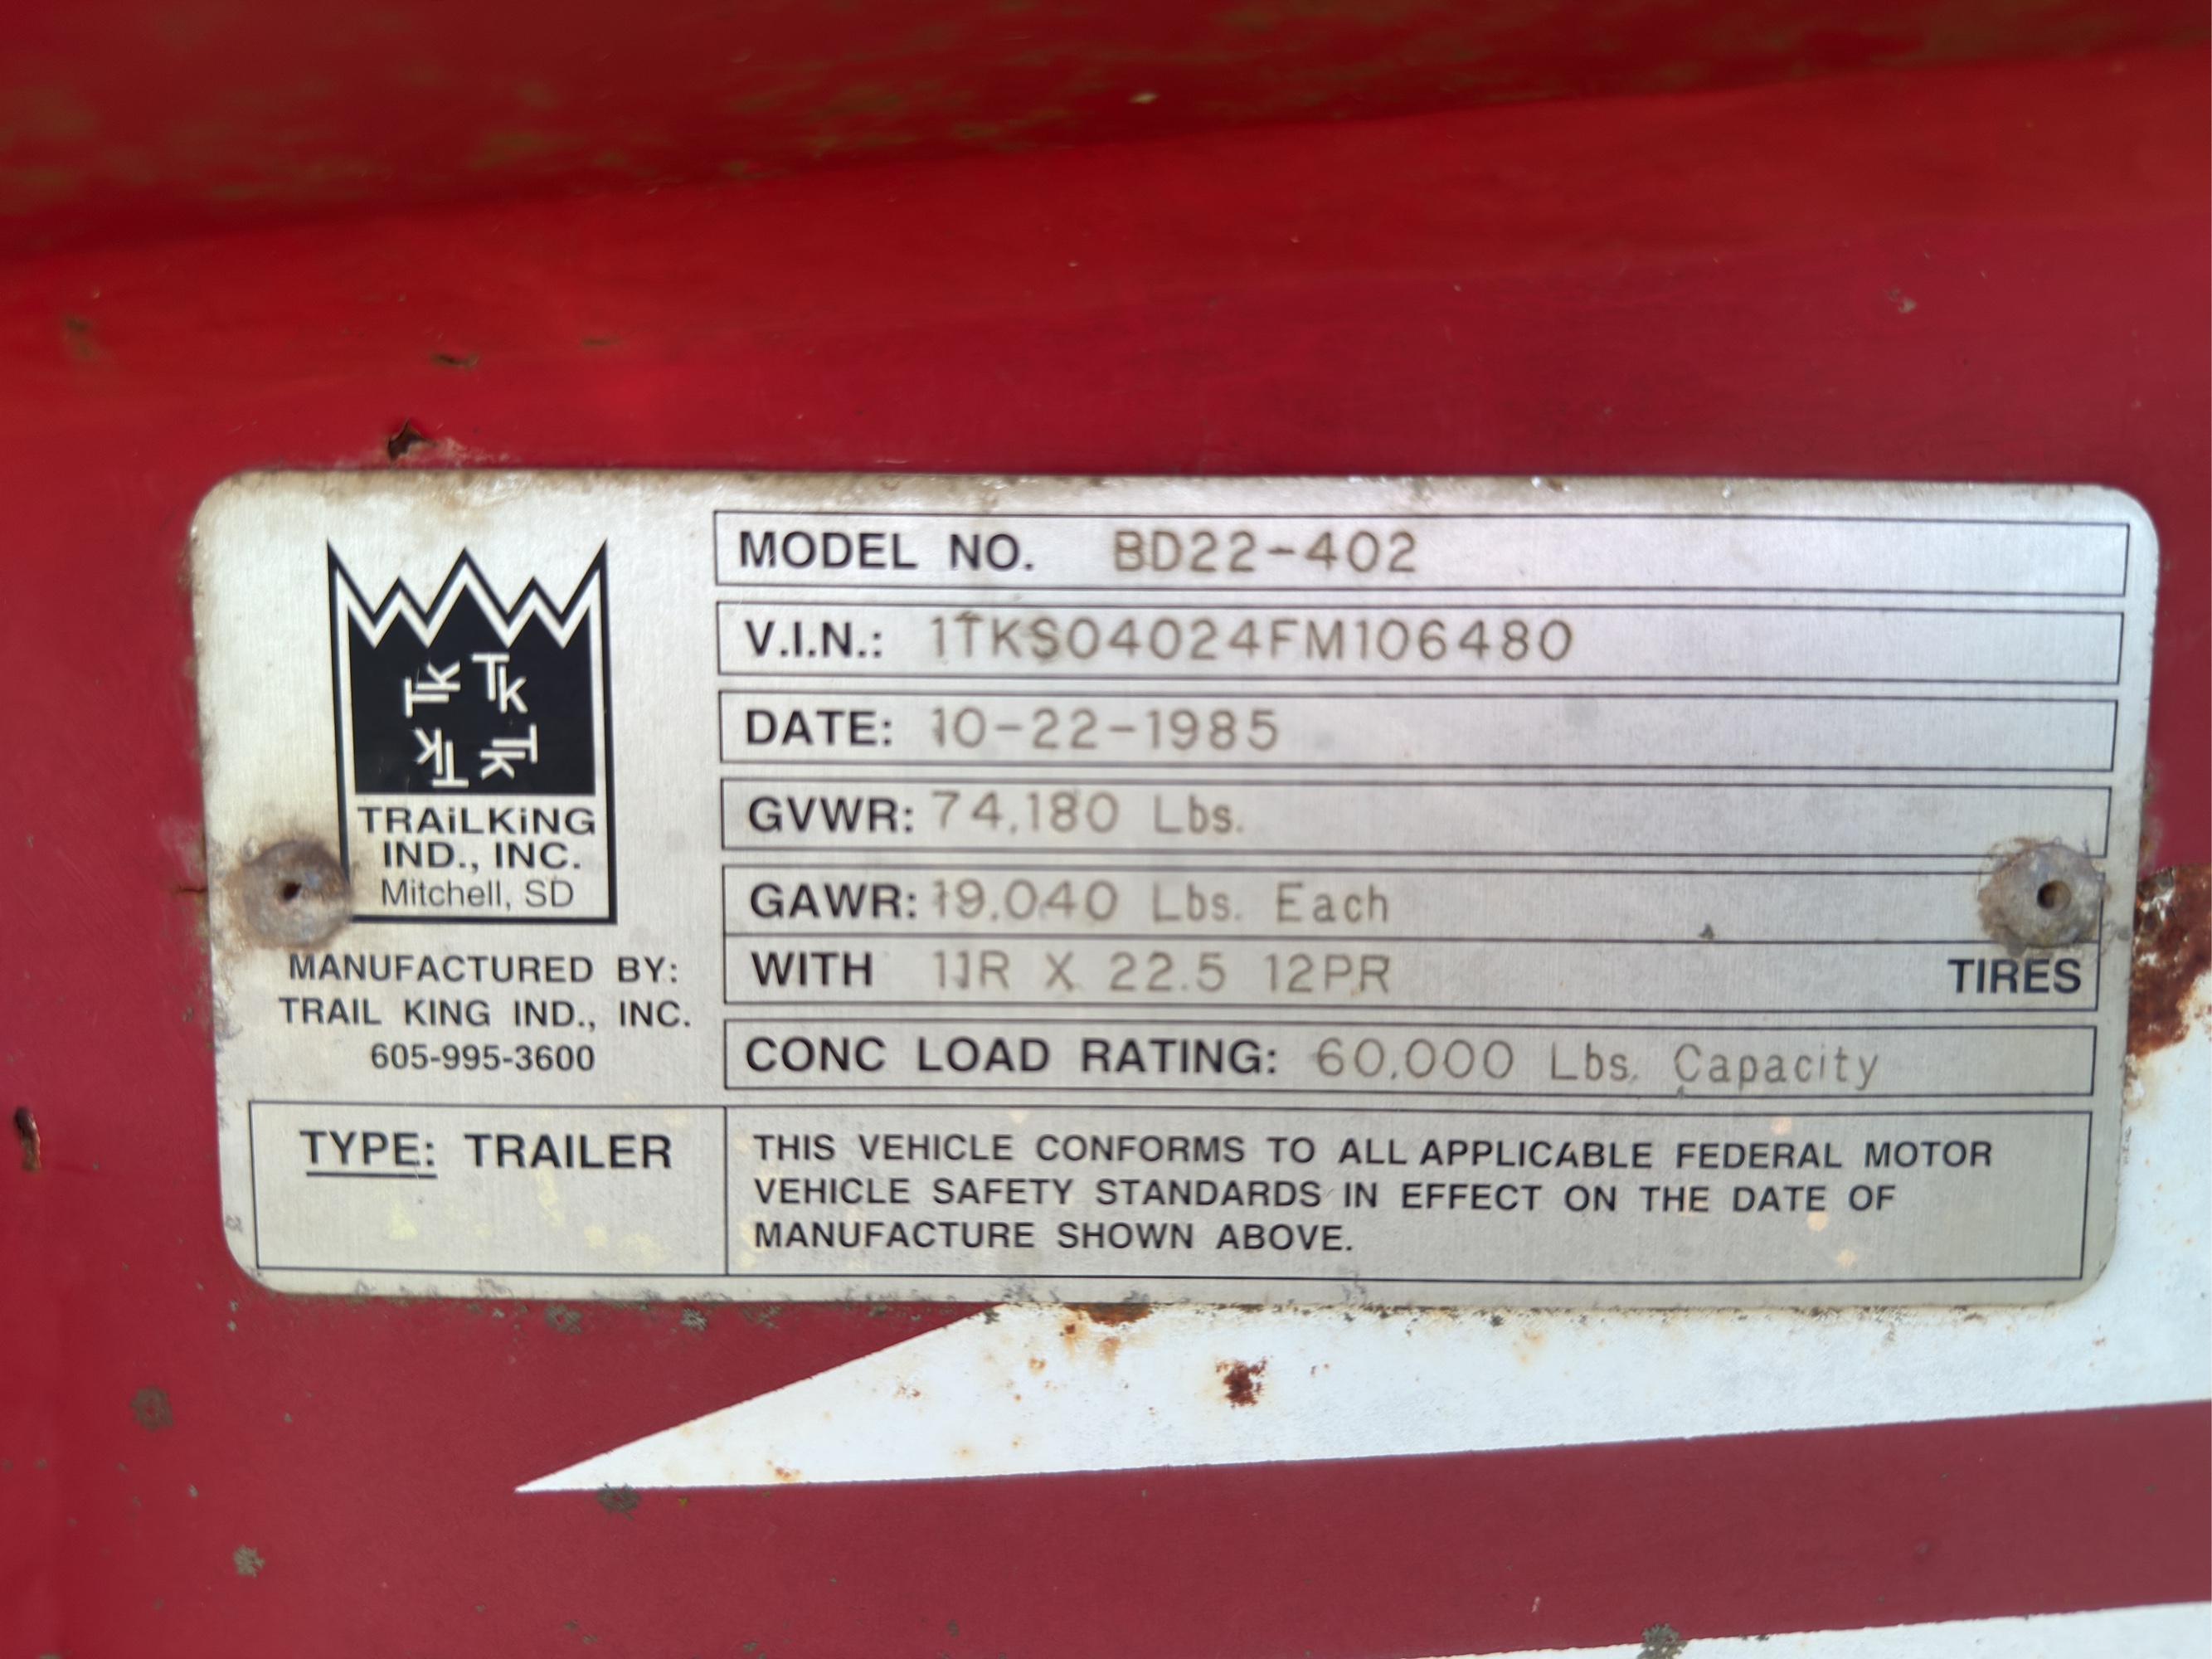 MODEL NO. BD22-402
V.I.N.: 1TKS04024FM106480
DATE: 10-22-1985
GVWR: 74,180 Lbs.
GAWR: 19,040 Lbs. Each
WITH 11R X 22.5 12PR TIRES
CONC LOAD RATING: 60,000 Lbs. Capacity
TK TK
TK TK
TRAiLKiNG
IND., INC.
Mitchell, SD
MANUFACTURED BY:
TRAIL KING IND., INC.
605-995-3600
TYPE: TRAILER
THIS VEHICLE CONFORMS TO ALL APPLICABLE FEDERAL MOTOR
VEHICLE SAFETY STANDARDS IN EFFECT ON THE DATE OF
MANUFACTURE SHOWN ABOVE.